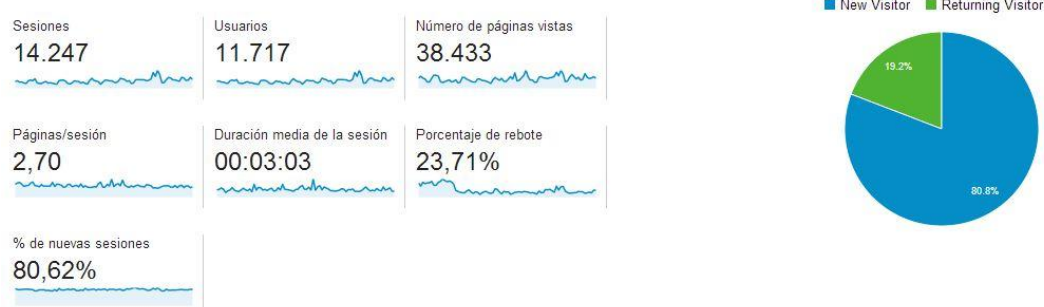 Sesiones
14.247
Usuarios
11.717
Número de páginas vistas
38.433
Páginas/sesión
2,70
Duración media de la sesión
00:03:03
Porcentaje de rebote
23,71%
% de nuevas sesiones
80,62%
New Visitor
Returning Visitor
19.2%
80.8%